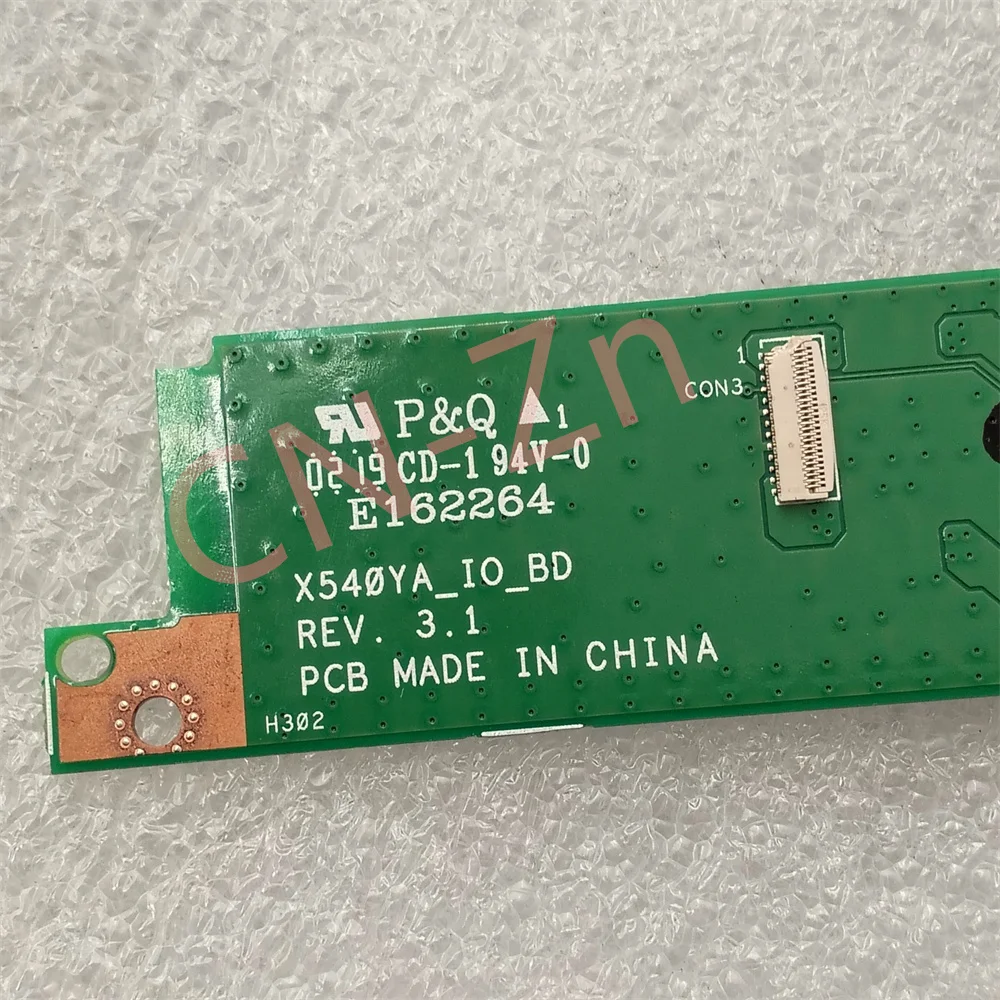 P&Q 1
0219 CD-1 94V-0
E162264
X540YA_IO_BD
REV. 3.1
PCB MADE IN CHINA
H302
1
CON3
CN-Zn